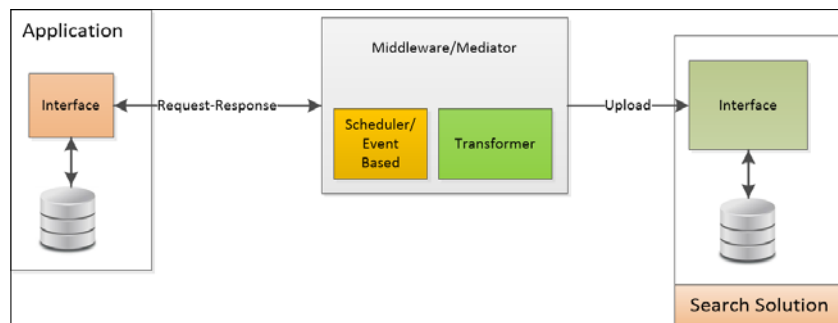 Application
Interface
Request-Response
Middleware/Mediator
Scheduler/
Event
Based
Transformer
Upload
Interface
Search Solution